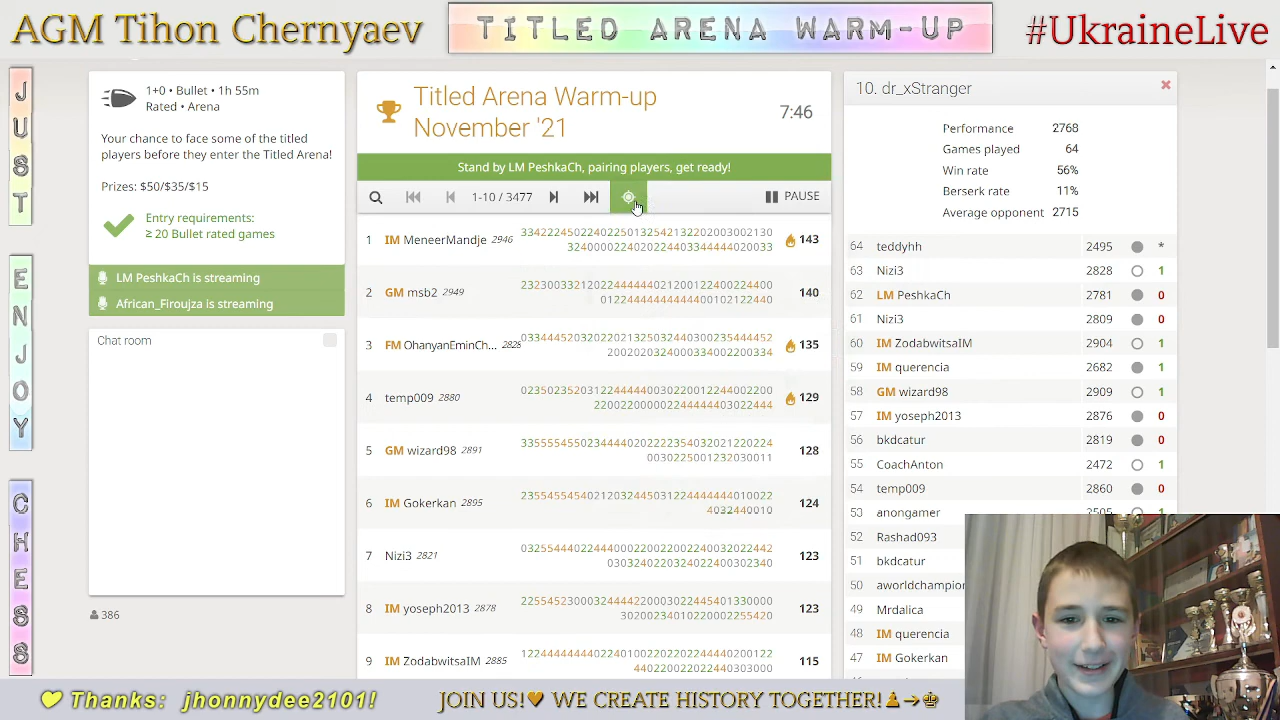 AGM Tihon Chernyaev
TITLED ARENA WARM-UP
#UkraineLive
JUST
ENJOY
CHESS
1+0 • Bullet • 1h 55m
Rated • Arena
Your chance to face some of the titled
players before they enter the Titled Arena!
Prizes: $50/$35/$15
Entry requirements:
≥ 20 Bullet rated games
LM PeshkaCh is streaming
African_Firoujza is streaming
Chat room
386
Titled Arena Warm-up
November '21
7:46
Stand by LM PeshkaCh, pairing players, get ready!
1-10 / 3477
PAUSE
1 IM MeneerMandje 2946
143
2 GM msb2 2949
140
3 FM OhanyanEminCh... 2828
135
4 temp009 2880
129
5 GM wizard98 2891
128
6 IM Gokerkan 2895
124
7 Nizi3 2821
123
8 IM yoseph2013 2878
123
9 IM ZodabwitsaIM 2885
115
10. dr_xStranger
Performance 2768
Games played 64
Win rate 56%
Berserk rate 11%
Average opponent 2715
64 teddyhh 2495 *
63 Nizi3 2828 1
62 LM PeshkaCh 2781 0
61 Nizi3 2809 0
60 IM ZodabwitsaIM 2904 1
59 IM querencia 2682 1
58 GM wizard98 2909 1
57 IM yoseph2013 2876 0
56 bkdcatur 2819 0
55 CoachAnton 2472 1
54 temp009 2860 0
53 anongamer
52 Rashad093
51 bkdcatur
50 aworldchampion
49 Mrdalica
48 IM querencia
47 IM Gokerkan
Thanks: jhonnydee2101!
JOIN US! WE CREATE HISTORY TOGETHER!